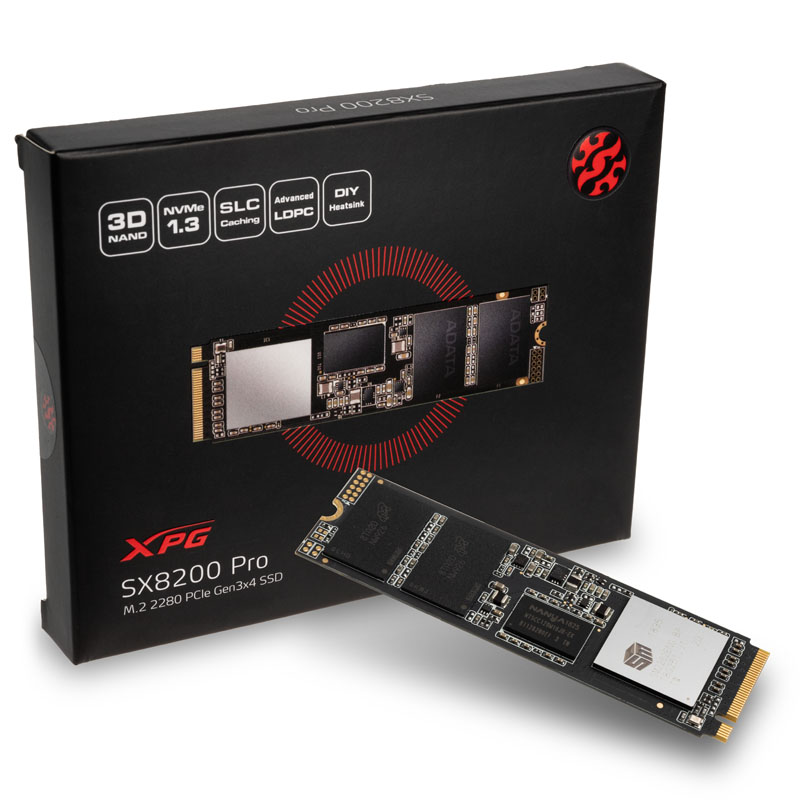 SX8200 Pro
3D
NAND
NVMe
1.3
SLC
Caching
Advanced
LDPC
DIY
Heatsink
ADATA
ADATA
XPG
SX8200 Pro
M.2 2280 PCIe Gen3x4 SSD
NANYA